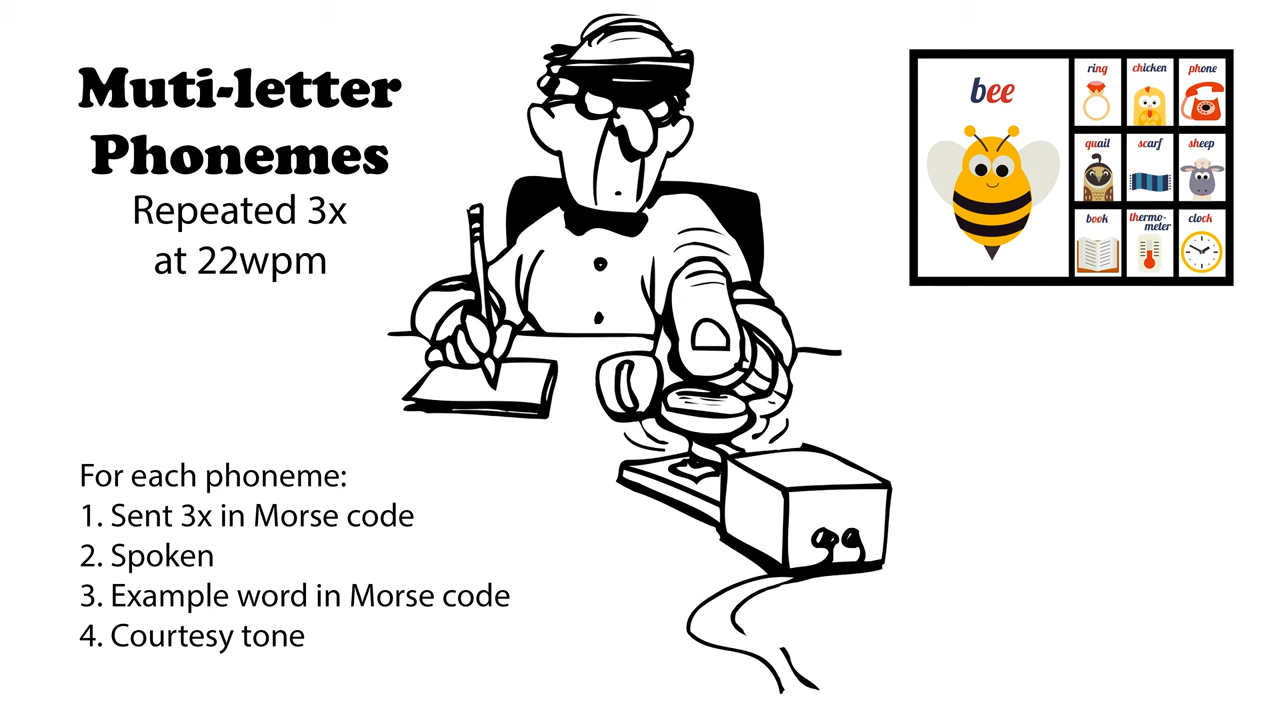 Muti-letter
Phonemes
Repeated 3x
at 22wpm
bee
ring
chicken
phone
quail
scarf
sheep
book
thermo-
meter
clock
For each phoneme:
1. Sent 3x in Morse code
2. Spoken
3. Example word in Morse code
4. Courtesy tone